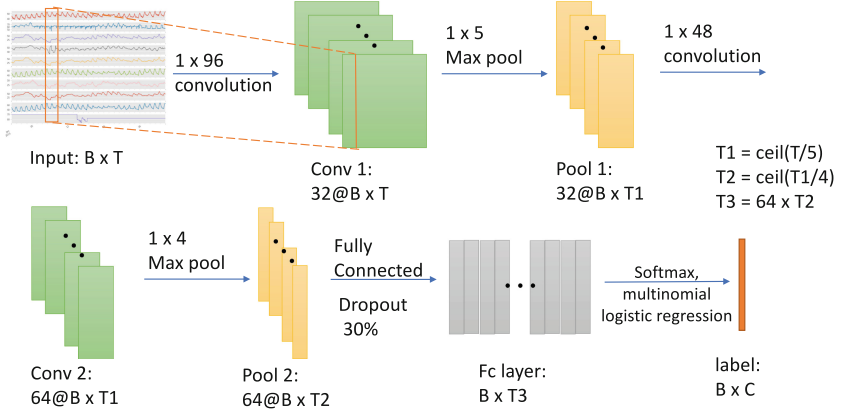 1 x 96
convolution
1 x 5
Max pool
1 x 48
convolution
Input: B x T
Conv 1:
32@B x T
Pool 1:
32@B x T1
T1 = ceil(T/5)
T2 = ceil(T1/4)
T3 = 64 x T2
1 x 4
Max pool
Fully
Connected
Dropout
30%
Softmax,
multinomial
logistic regression
Conv 2:
64@B x T1
Pool 2:
64@B x T2
Fc layer:
B x T3
label:
B x C